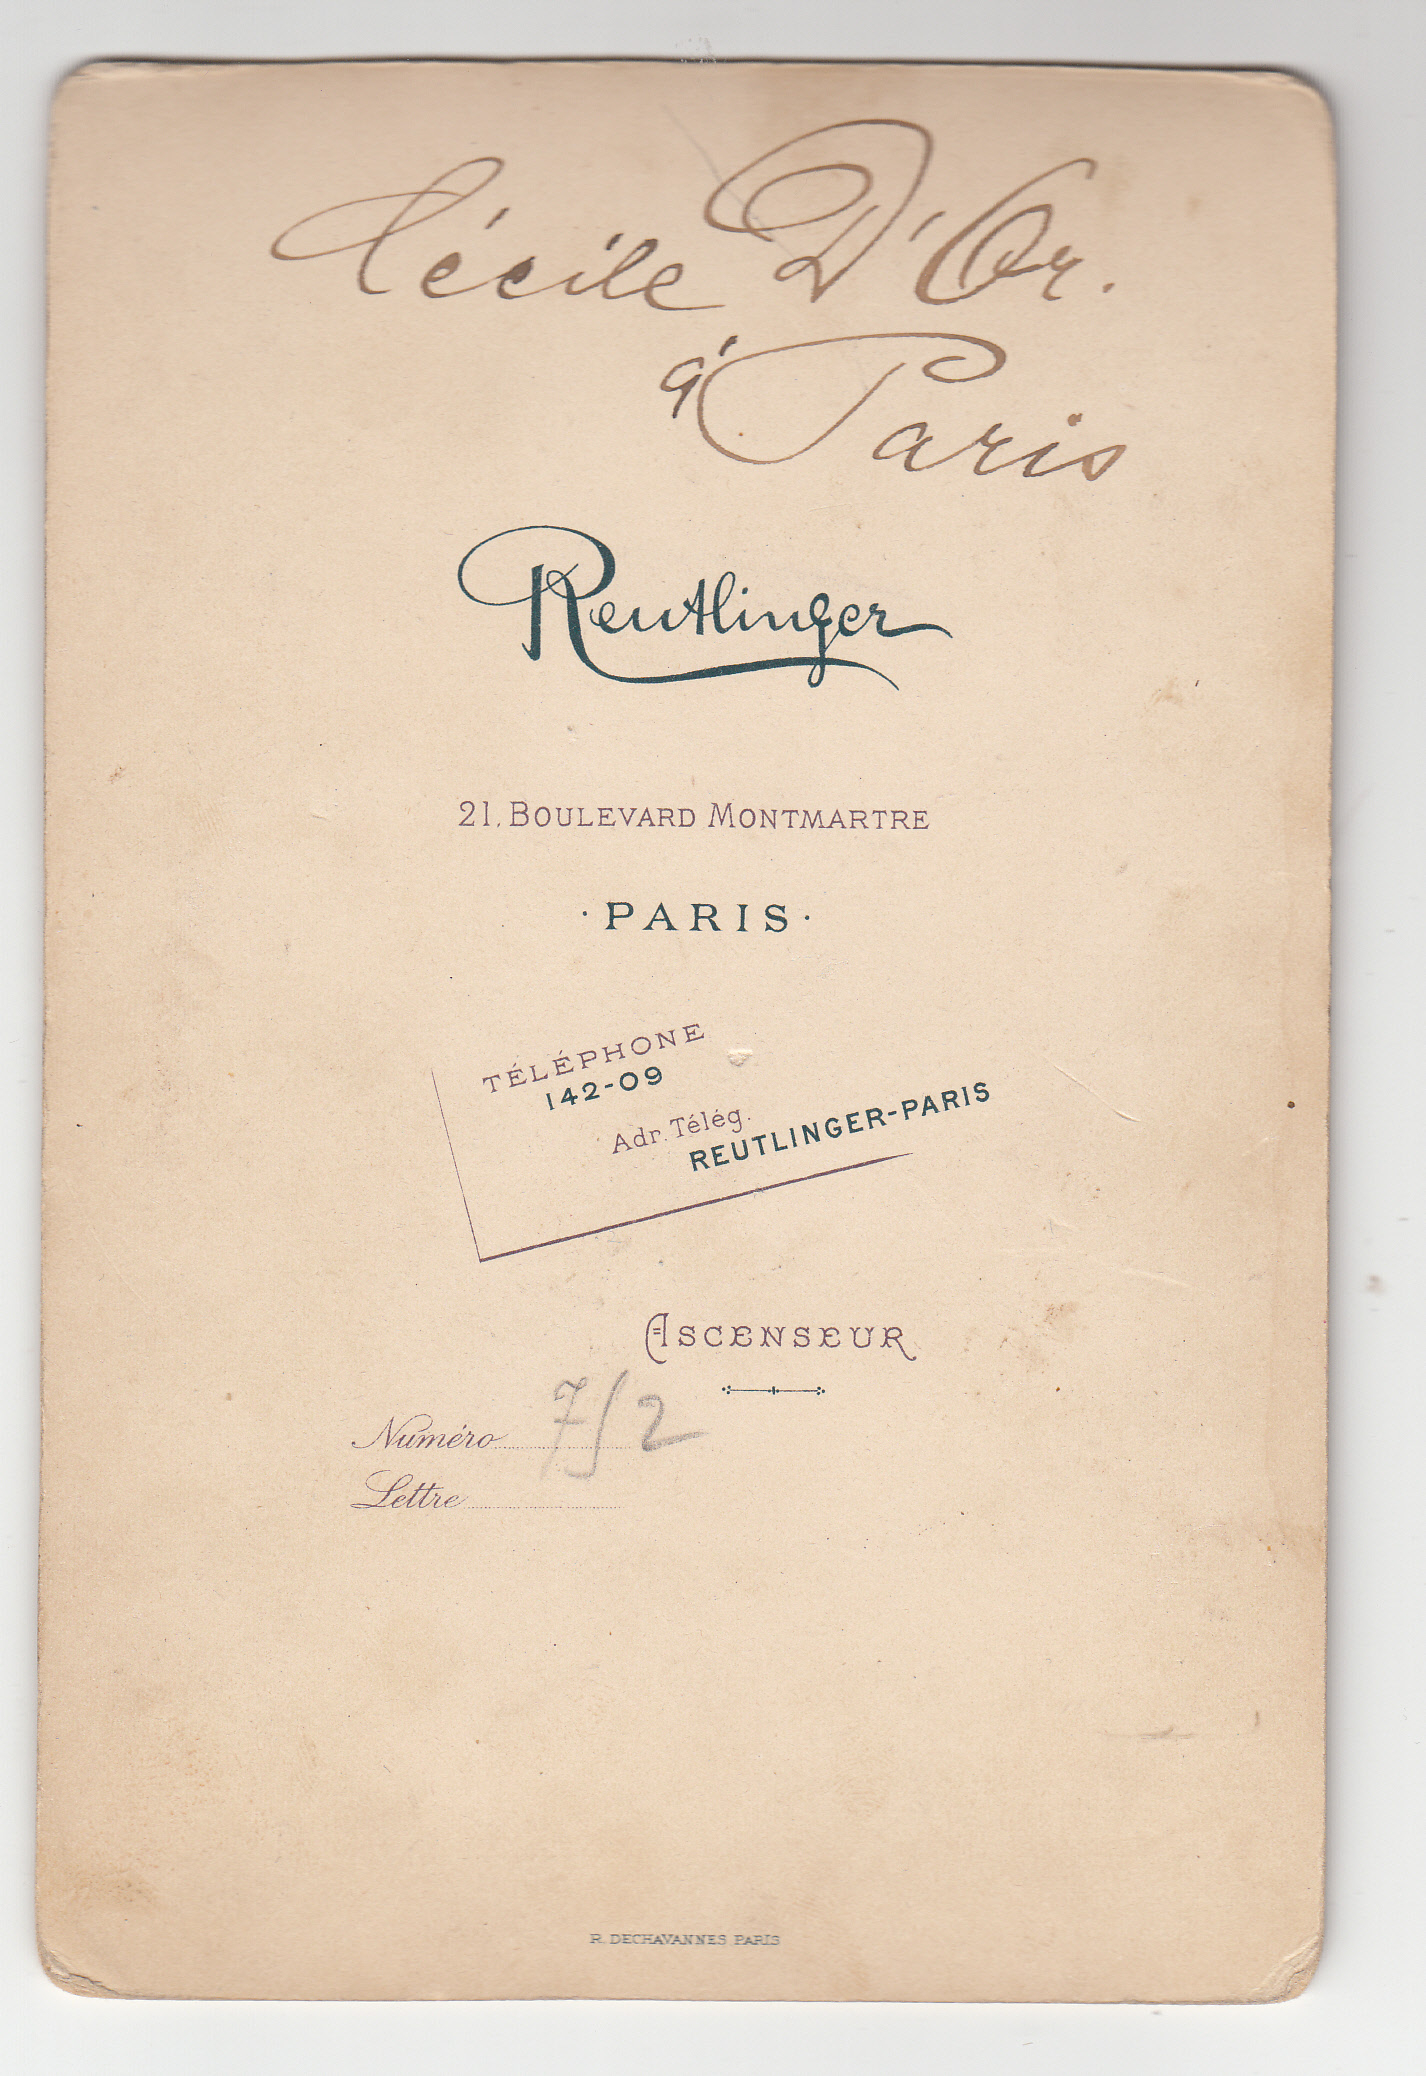 Cécile D'Or.
à Paris
Reutlinger
21. BOULEVARD MONTMARTRE
· PARIS ·
TÉLÉPHONE
142-09
Adr. Télég.
REUTLINGER-PARIS
ASCENSEUR
Numéro 7/2
Lettre
R. DECHAVANNES PARIS